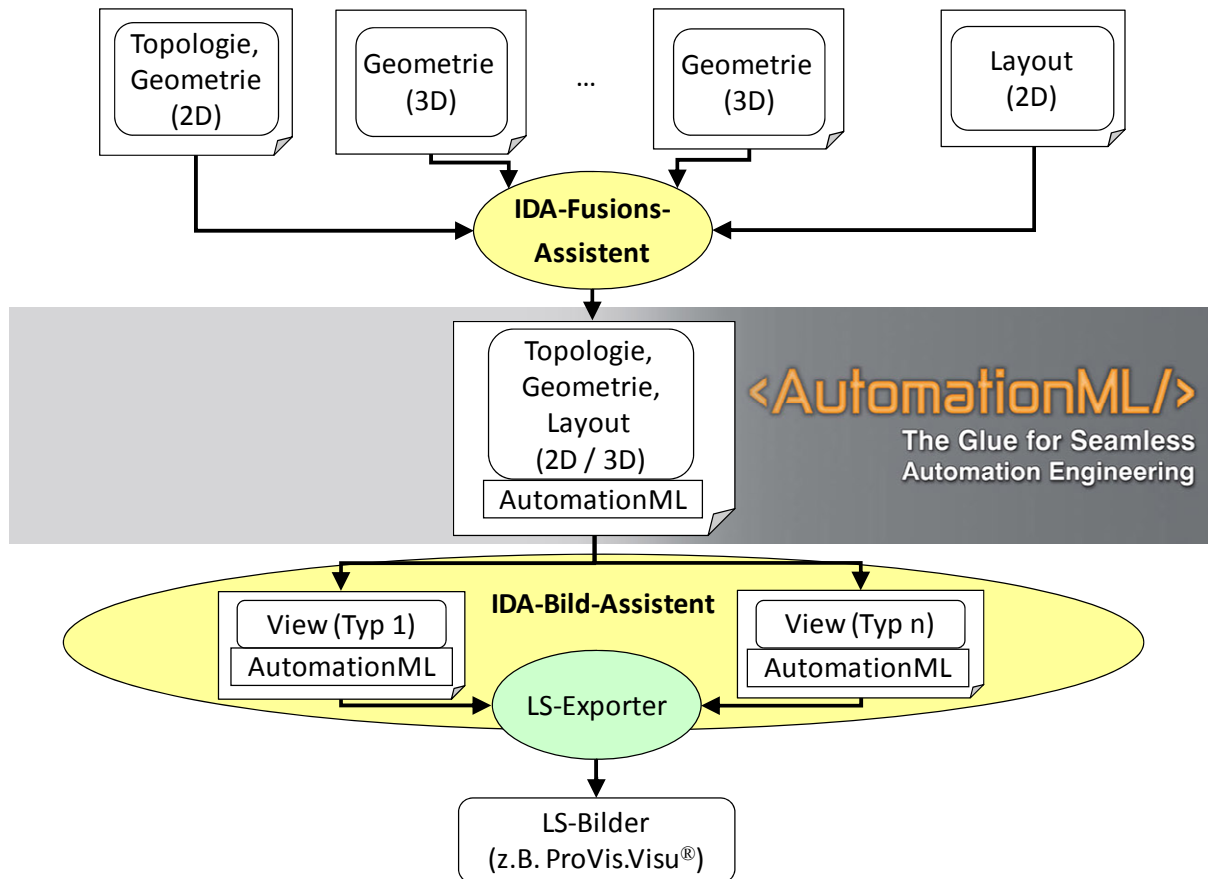 Topologie,
Geometrie
(2D)
Geometrie
(3D)
...
Geometrie
(3D)
Layout
(2D)
IDA-Fusions-
Assistent
Topologie,
Geometrie,
Layout
(2D / 3D)
AutomationML
<AutomationML/>
The Glue for Seamless
Automation Engineering
IDA-Bild-Assistent
View (Typ 1)
AutomationML
View (Typ n)
AutomationML
LS-Exporter
LS-Bilder
(z.B. ProVis.Visu®)